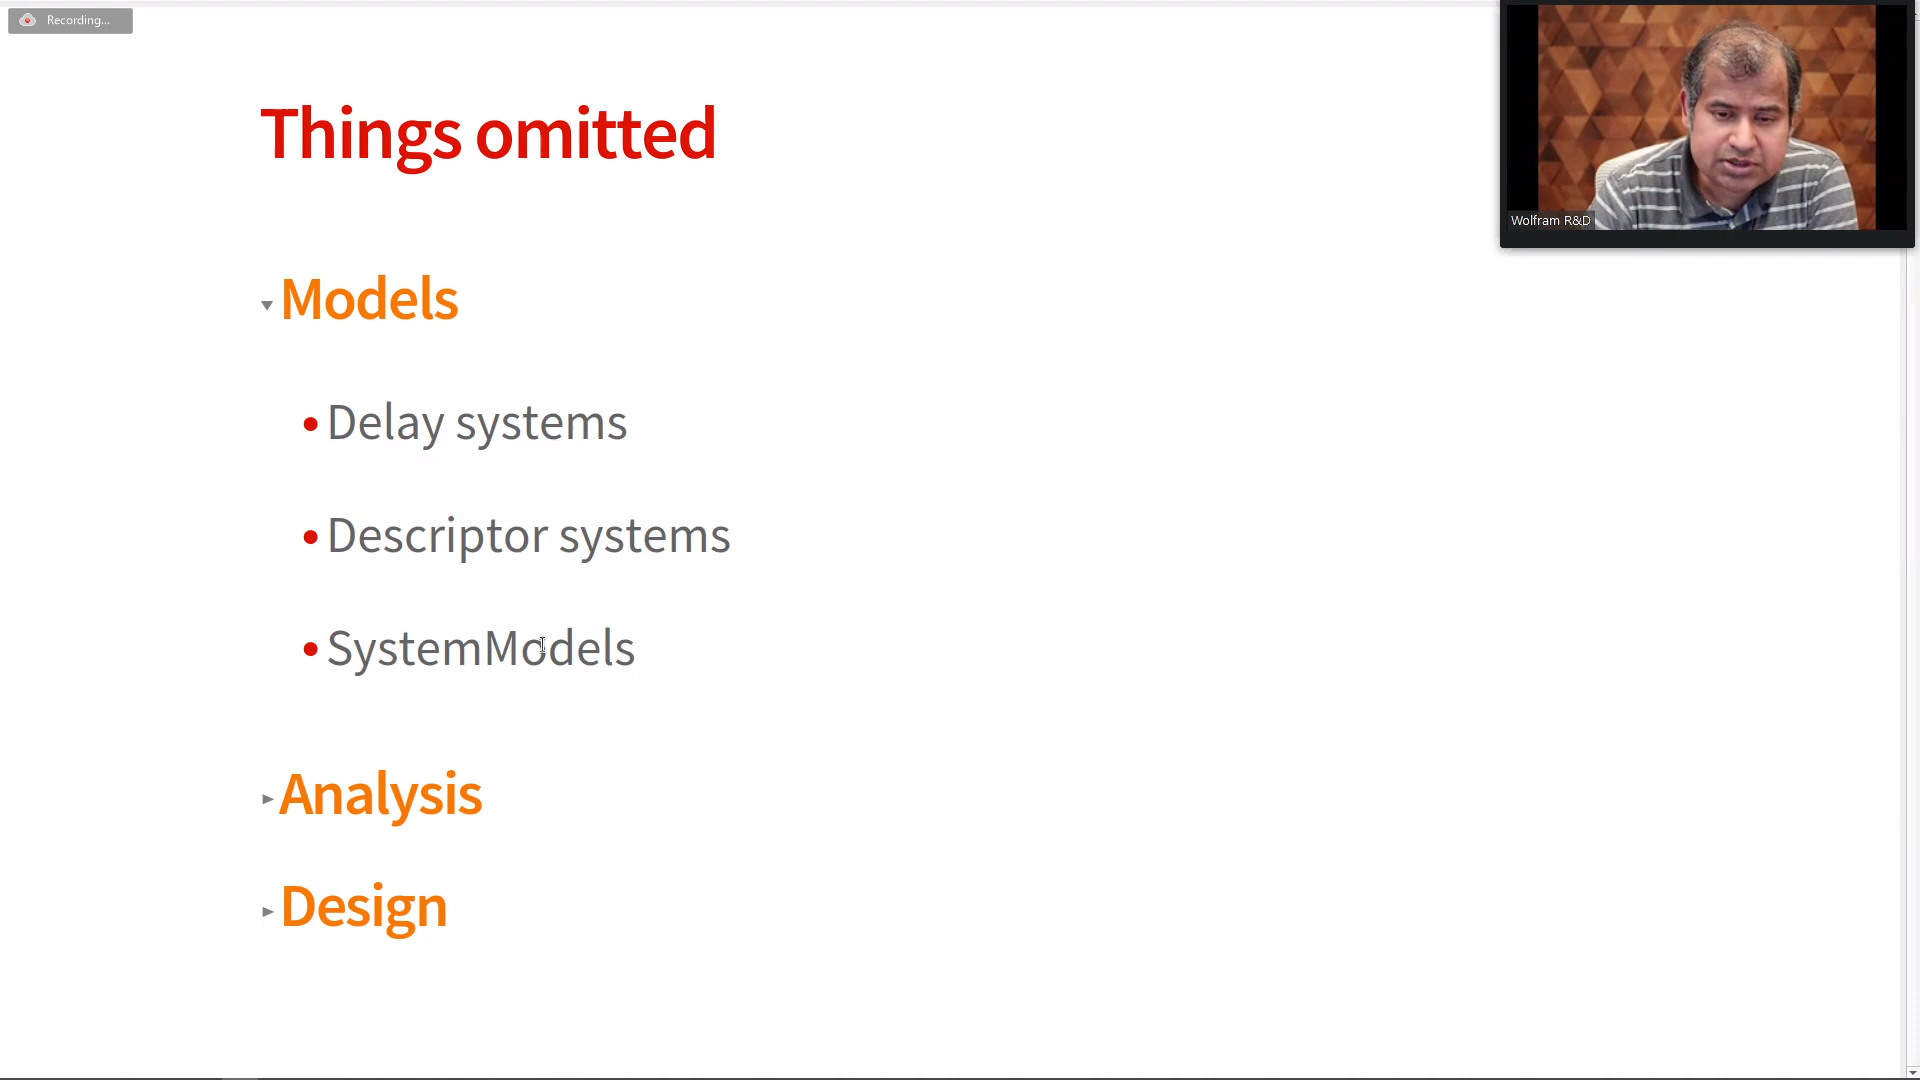 Recording...
Things omitted
Wolfram R&D
Models
Delay systems
Descriptor systems
SystemModels
Analysis
Design